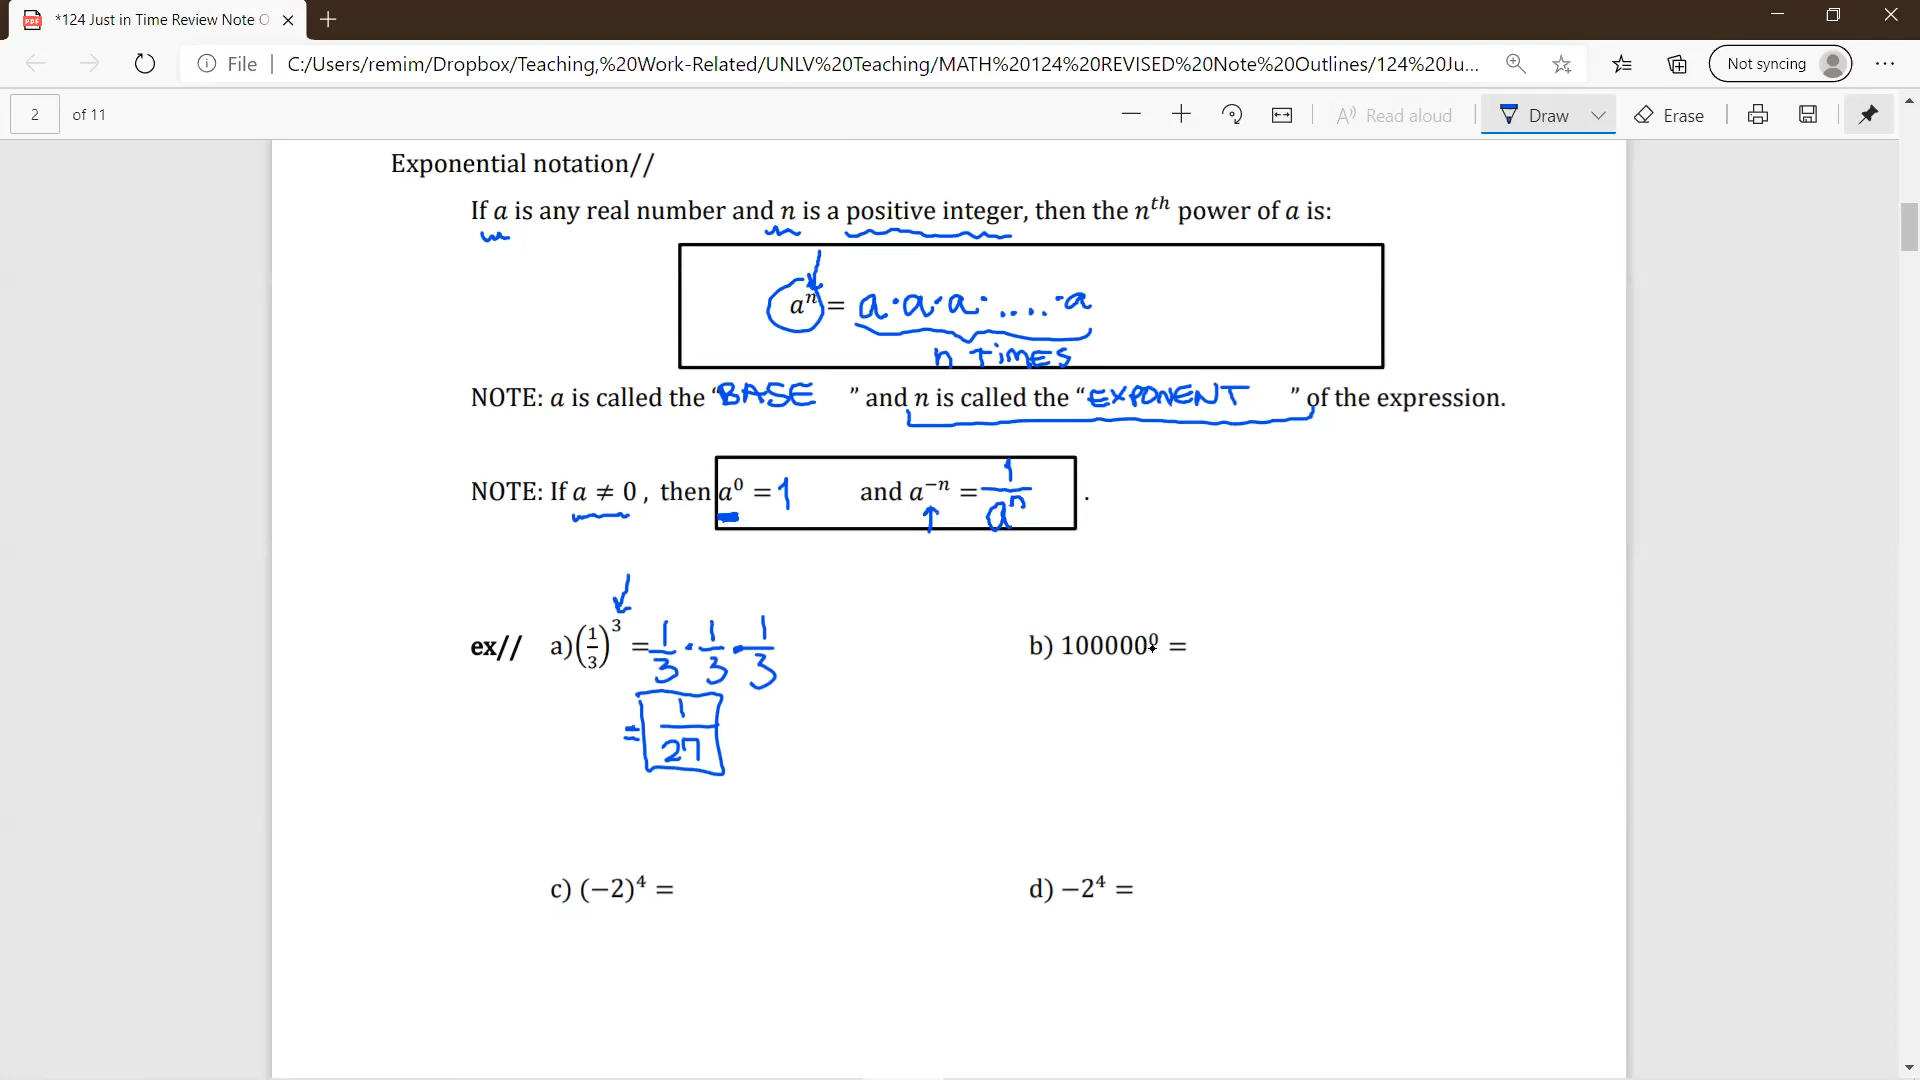 *124 Just in Time Review Note O
File
C:/Users/remim/Dropbox/Teaching,%20Work-Related/UNLV%20Teaching/MATH%20124%20REVISED%20Note%20Outlines/124%20Ju...
Not syncing
2 of 11
Read aloud
Draw
Erase
Exponential notation//
If a is any real number and n is a positive integer, then the nᵗʰ power of a is:
aⁿ = a·a·a·....·a
n TIMES
NOTE: a is called the "BASE" and n is called the "EXPONENT" of the expression.
NOTE: If a ≠ 0, then a⁰ = 1 and a⁻ⁿ = 1/aⁿ .
ex// a) (1/3)³ = 1/3 · 1/3 · 1/3 b) 100000⁰ =
= 1/27
c) (−2)⁴ = d) −2⁴ =